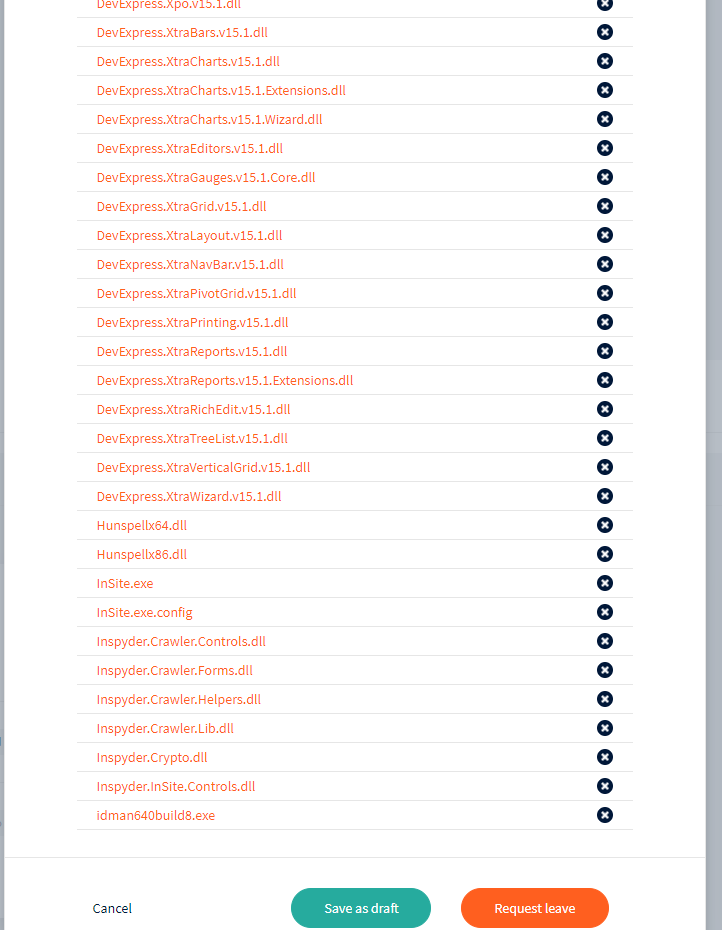 DevExpress.Xpo.v15.1.dll
DevExpress.XtraBars.v15.1.dll
DevExpress.XtraCharts.v15.1.dll
DevExpress.XtraCharts.v15.1.Extensions.dll
DevExpress.XtraCharts.v15.1.Wizard.dll
DevExpress.XtraEditors.v15.1.dll
DevExpress.XtraGauges.v15.1.Core.dll
DevExpress.XtraGrid.v15.1.dll
DevExpress.XtraLayout.v15.1.dll
DevExpress.XtraNavBar.v15.1.dll
DevExpress.XtraPivotGrid.v15.1.dll
DevExpress.XtraPrinting.v15.1.dll
DevExpress.XtraReports.v15.1.dll
DevExpress.XtraReports.v15.1.Extensions.dll
DevExpress.XtraRichEdit.v15.1.dll
DevExpress.XtraTreeList.v15.1.dll
DevExpress.XtraVerticalGrid.v15.1.dll
DevExpress.XtraWizard.v15.1.dll
Hunspellx64.dll
Hunspellx86.dll
InSite.exe
InSite.exe.config
Inspyder.Crawler.Controls.dll
Inspyder.Crawler.Forms.dll
Inspyder.Crawler.Helpers.dll
Inspyder.Crawler.Lib.dll
Inspyder.Crypto.dll
Inspyder.InSite.Controls.dll
idman640build8.exe
Cancel Save as draft Request leave